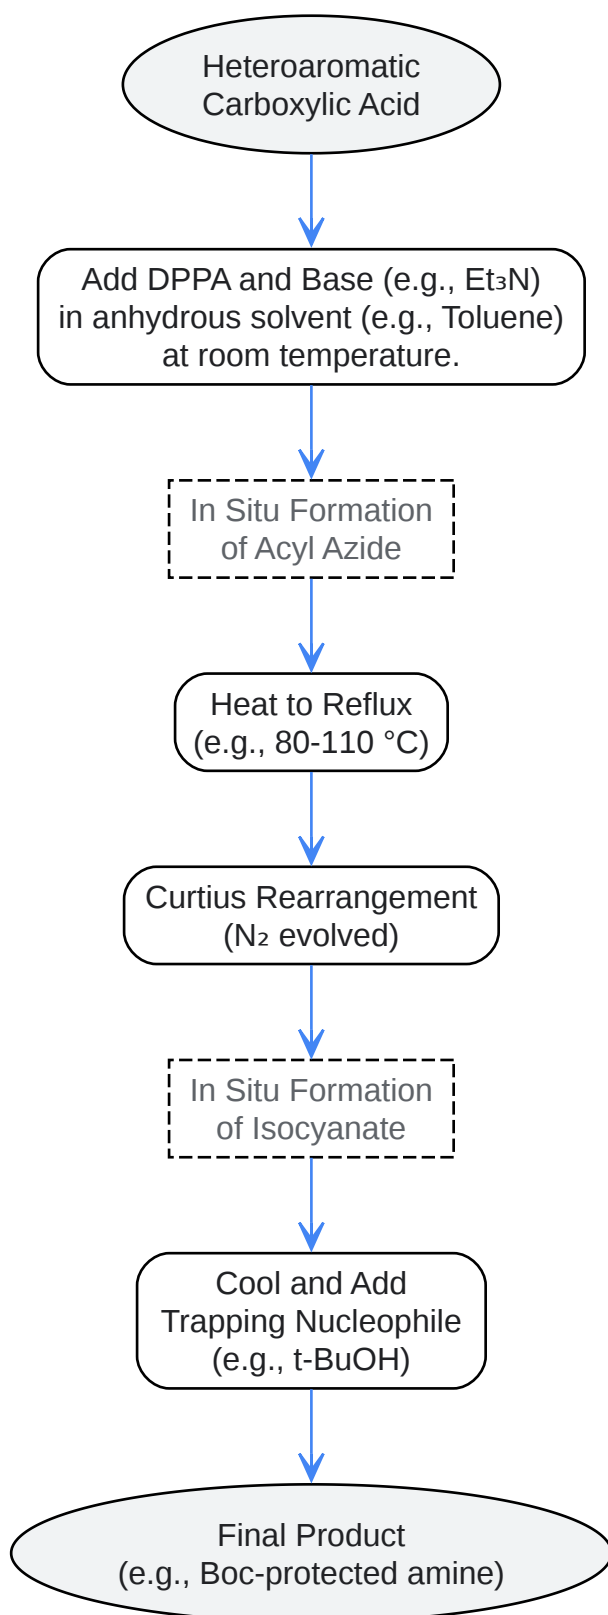 Heteroaromatic
Carboxylic Acid
Add DPPA and Base (e.g., Et₃N)
in anhydrous solvent (e.g., Toluene)
at room temperature.
In Situ Formation
of Acyl Azide
Heat to Reflux
(e.g., 80-110 °C)
Curtius Rearrangement
(N₂ evolved)
In Situ Formation
of Isocyanate
Cool and Add
Trapping Nucleophile
(e.g., t-BuOH)
Final Product
(e.g., Boc-protected amine)